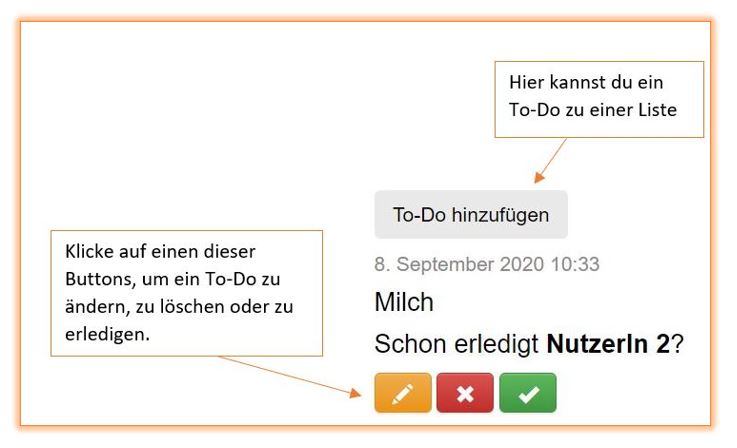 Hier kannst du ein
To-Do zu einer Liste
To-Do hinzufügen
Klicke auf einen dieser
Buttons, um ein To-Do zu
ändern, zu löschen oder zu
erledigen.
8. September 2020 10:33
Milch
Schon erledigt NutzerIn 2?